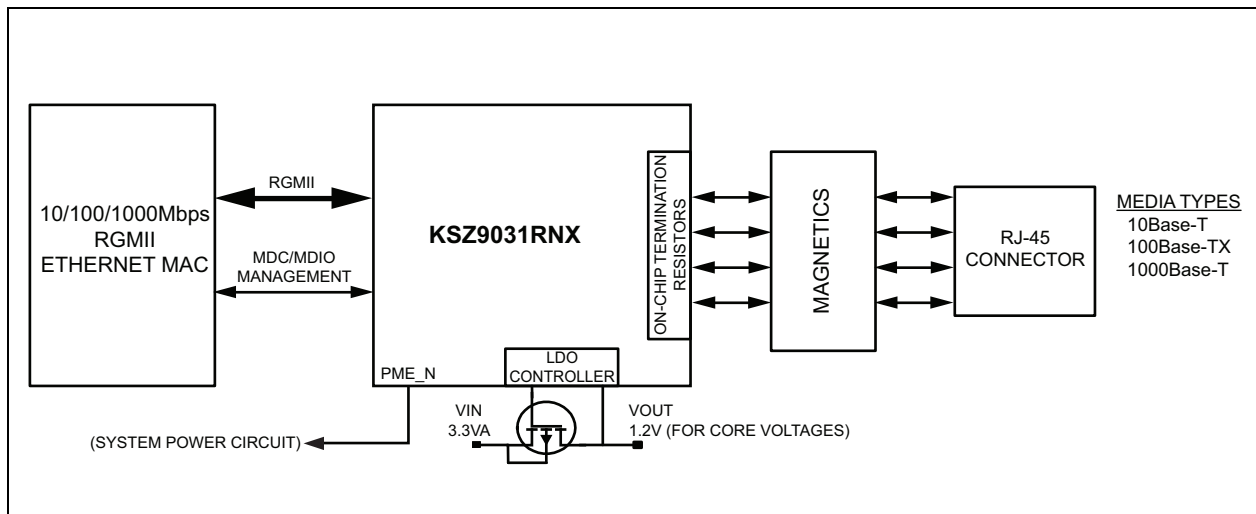 10/100/1000Mbps
RGMII
ETHERNET MAC
RGMII
MDC/MDIO
MANAGEMENT
KSZ9031RNX
ON-CHIP TERMINATION
RESISTORS
LDO
CONTROLLER
PME_N
(SYSTEM POWER CIRCUIT)
VIN
3.3VA
VOUT
1.2V (FOR CORE VOLTAGES)
MAGNETICS
RJ-45
CONNECTOR
MEDIA TYPES
10Base-T
100Base-TX
1000Base-T